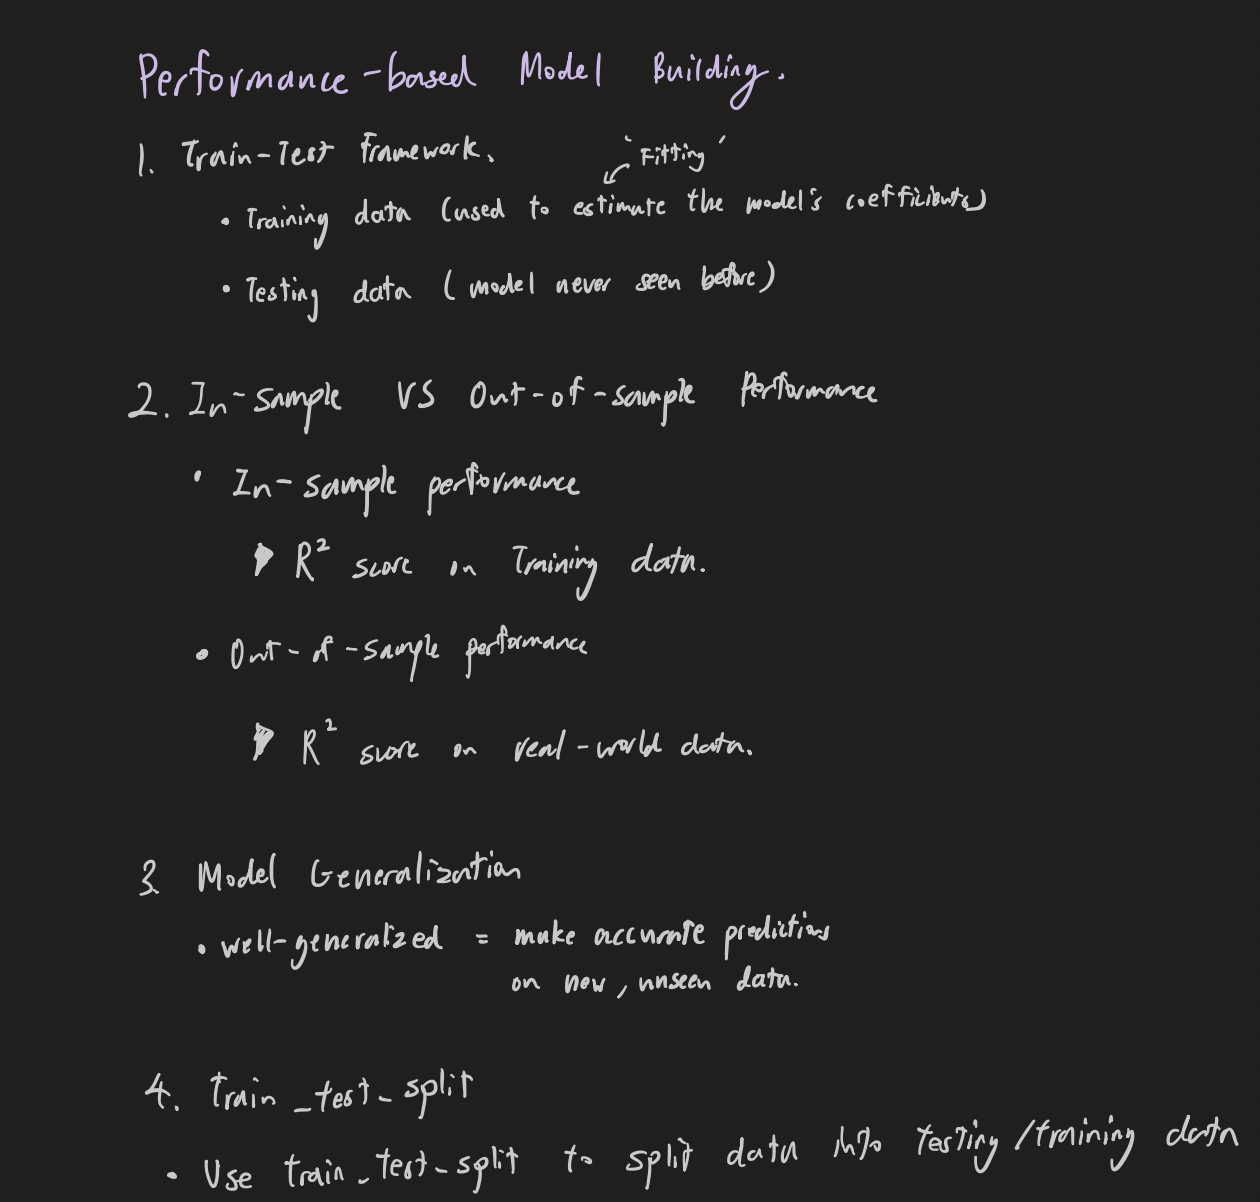 Performance-based Model Building.
1. Train-Test Framework.
'Fitting'
• Training data (used to estimate the model's coefficients)
• Testing data (model never seen before)
2. In-sample VS Out-of-sample Performance
• In-sample performance
R² score on Training data.
• Out-of-sample performance
R² score on real-world data.
3. Model Generalization
• well-generalized = make accurate predictions
on new, unseen data.
4. train_test_split
• Use train_test_split to split data into testing/training data